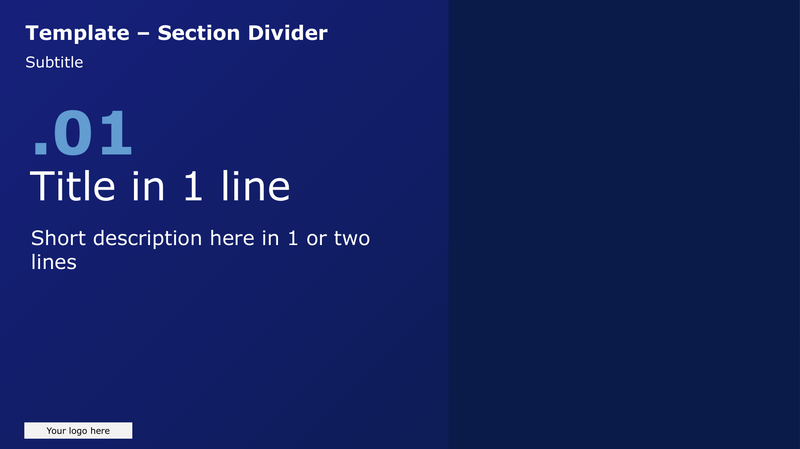 Template – Section Divider
Subtitle
.01
Title in 1 line
Short description here in 1 or two
lines
Your logo here